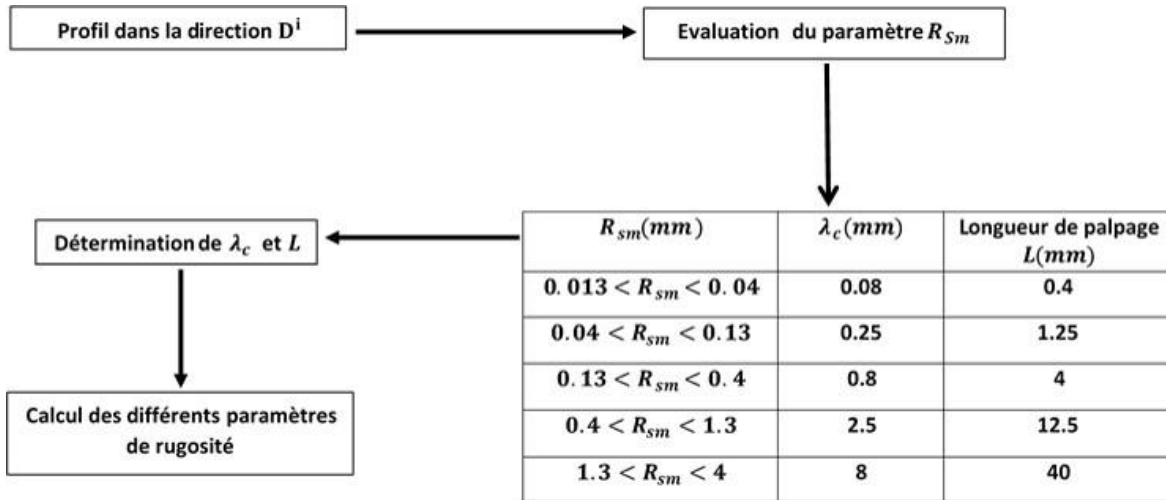 Profil dans la direction Dⁱ
Evaluation du paramètre R_Sm
R_sm(mm) λ_c(mm) Longueur de palpage
L(mm)
0.013 < R_sm < 0.04 0.08 0.4
0.04 < R_sm < 0.13 0.25 1.25
0.13 < R_sm < 0.4 0.8 4
0.4 < R_sm < 1.3 2.5 12.5
1.3 < R_sm < 4 8 40
Détermination de λ_c et L
Calcul des différents paramètres
de rugosité